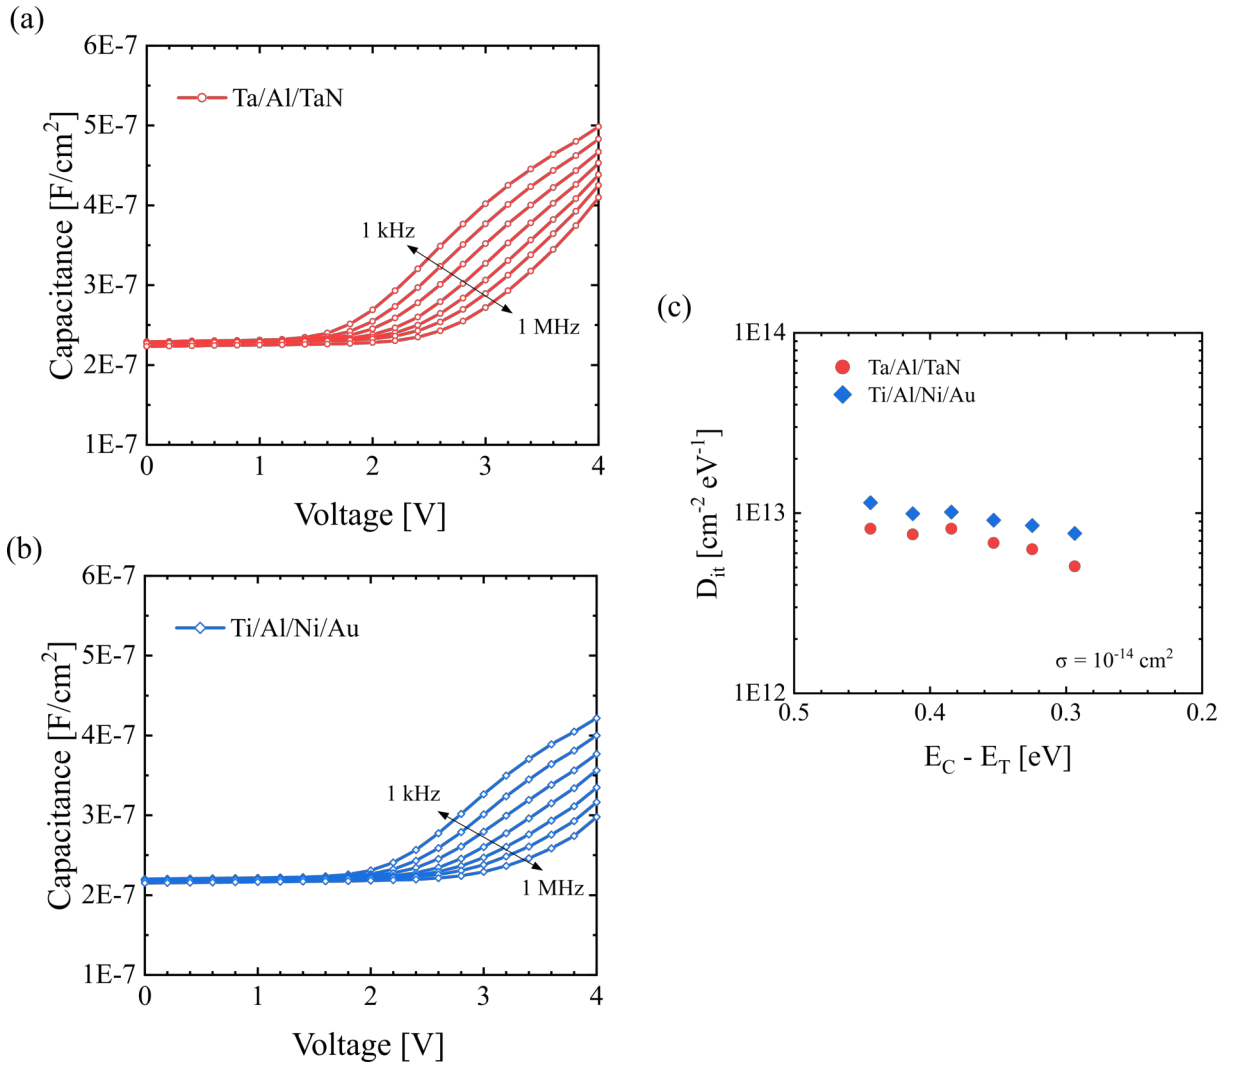 (a)
6E-7
5E-7
4E-7
3E-7
2E-7
1E-7
Capacitance [F/cm²]
Ta/Al/TaN
1 kHz
1 MHz
0 1 2 3 4
Voltage [V]
(b)
6E-7
5E-7
4E-7
3E-7
2E-7
1E-7
Capacitance [F/cm²]
Ti/Al/Ni/Au
1 kHz
1 MHz
0 1 2 3 4
Voltage [V]
(c)
1E14
1E13
1E12
D_it [cm⁻² eV⁻¹]
Ta/Al/TaN
Ti/Al/Ni/Au
σ = 10⁻¹⁴ cm²
0.5 0.4 0.3 0.2
E_C - E_T [eV]